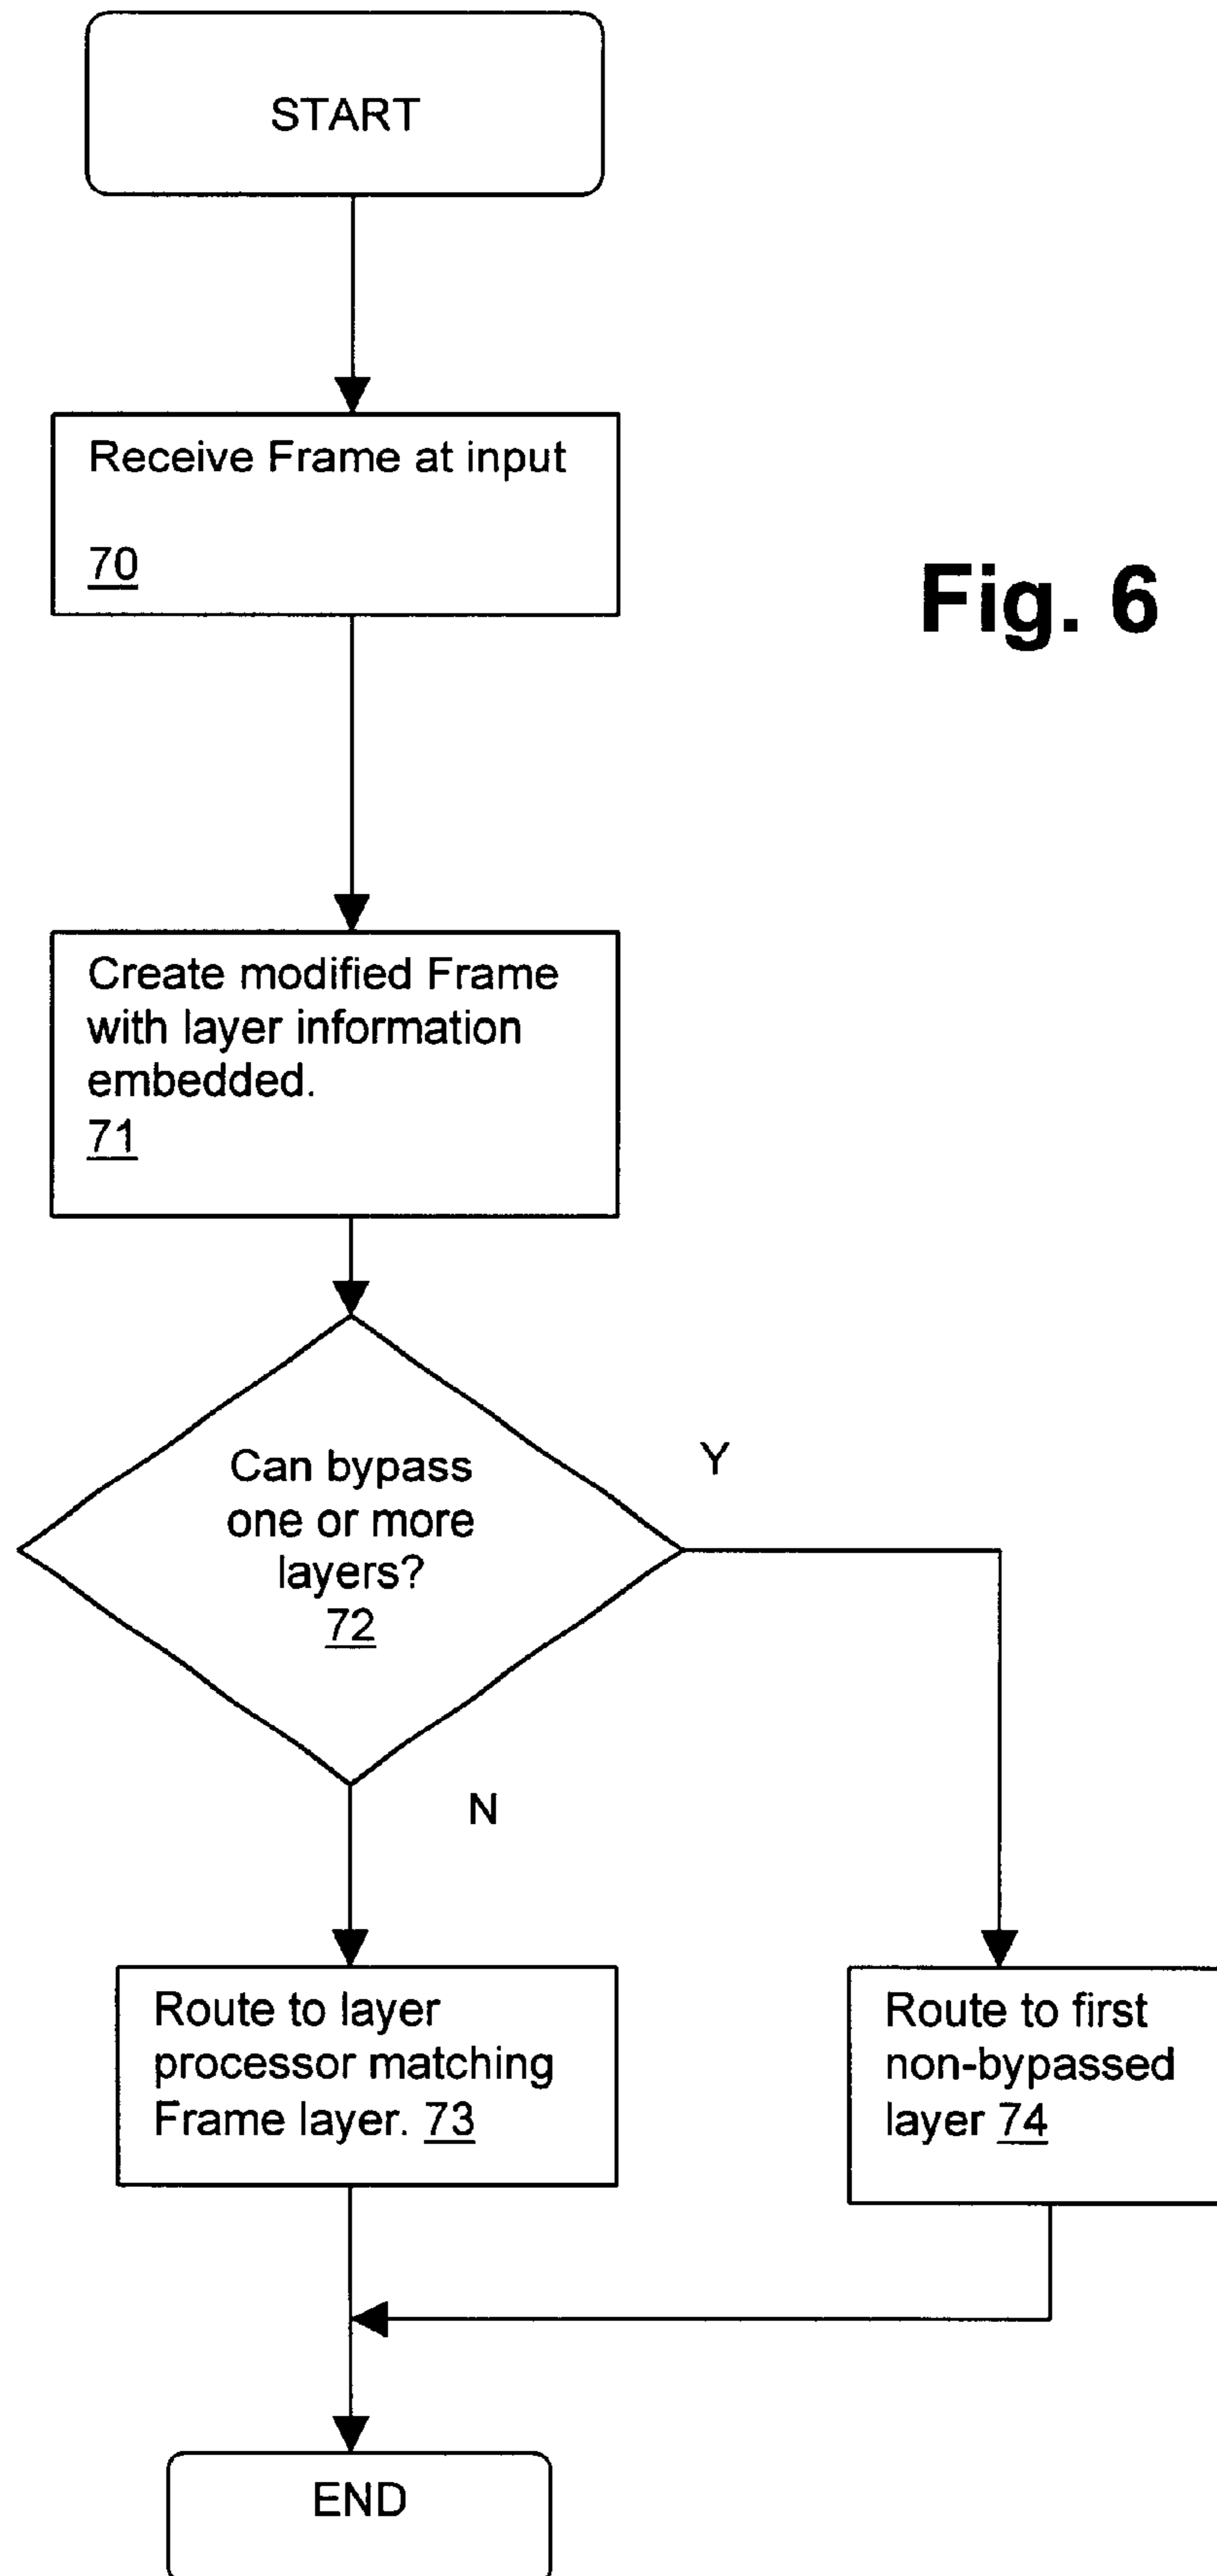 START
Receive Frame at input
70
Fig. 6
Create modified Frame
with layer information
embedded.
71
Can bypass
one or more
layers?
72
Y
N
Route to layer
processor matching
Frame layer. 73
Route to first
non-bypassed
layer 74
END